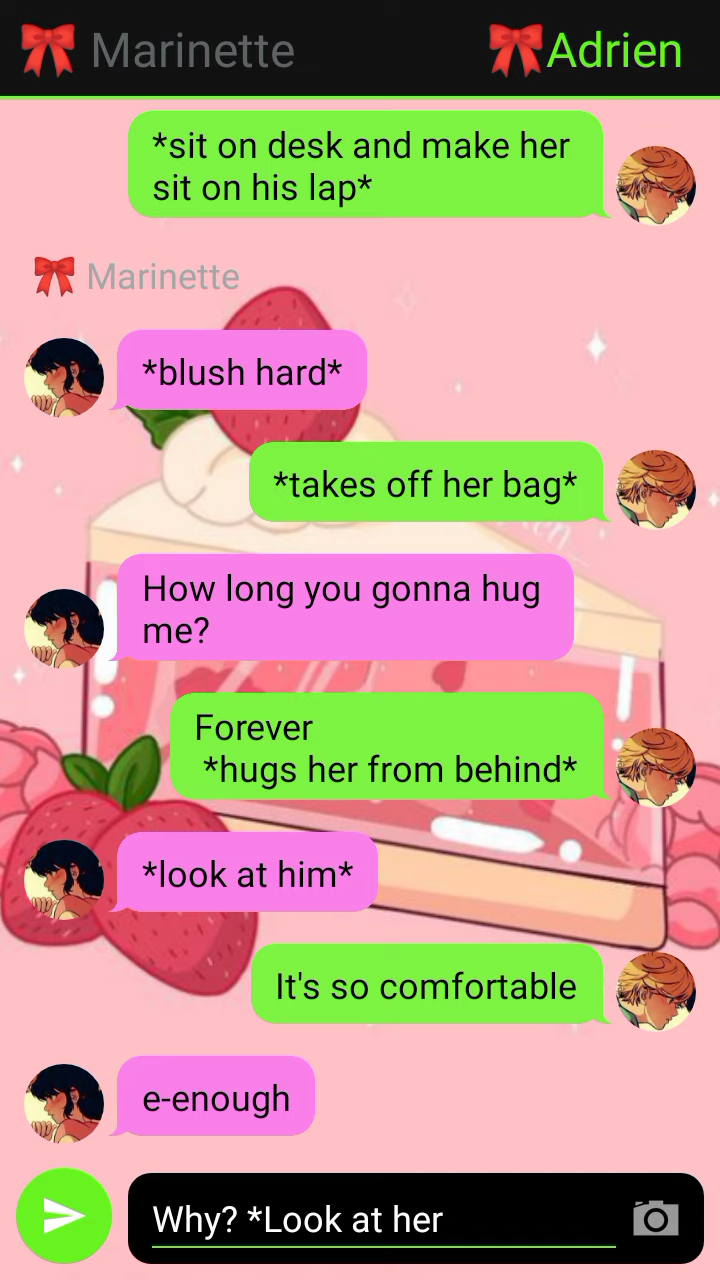 🎀 Marinette
🎀Adrien
*sit on desk and make her
sit on his lap*
🎀 Marinette
*blush hard*
*takes off her bag*
How long you gonna hug
me?
Forever
*hugs her from behind*
*look at him*
It's so comfortable
e-enough
Why? *Look at her